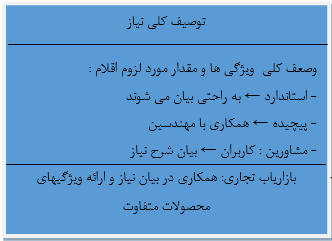 توصیف کلی نیاز
وصعف کلی ویژگی ها و مقدار مورد لزوم اقلام :
- استاندارد ← به راحتی بیان می شوند
- پیچیده ← همکاری با مهندسین
- مشاورین : کاربران ← بیان شرح نیاز
بازاریاب تجاری: همکاری در بیان نیاز و ارائه ویژگیهای
محصولات متفاوت